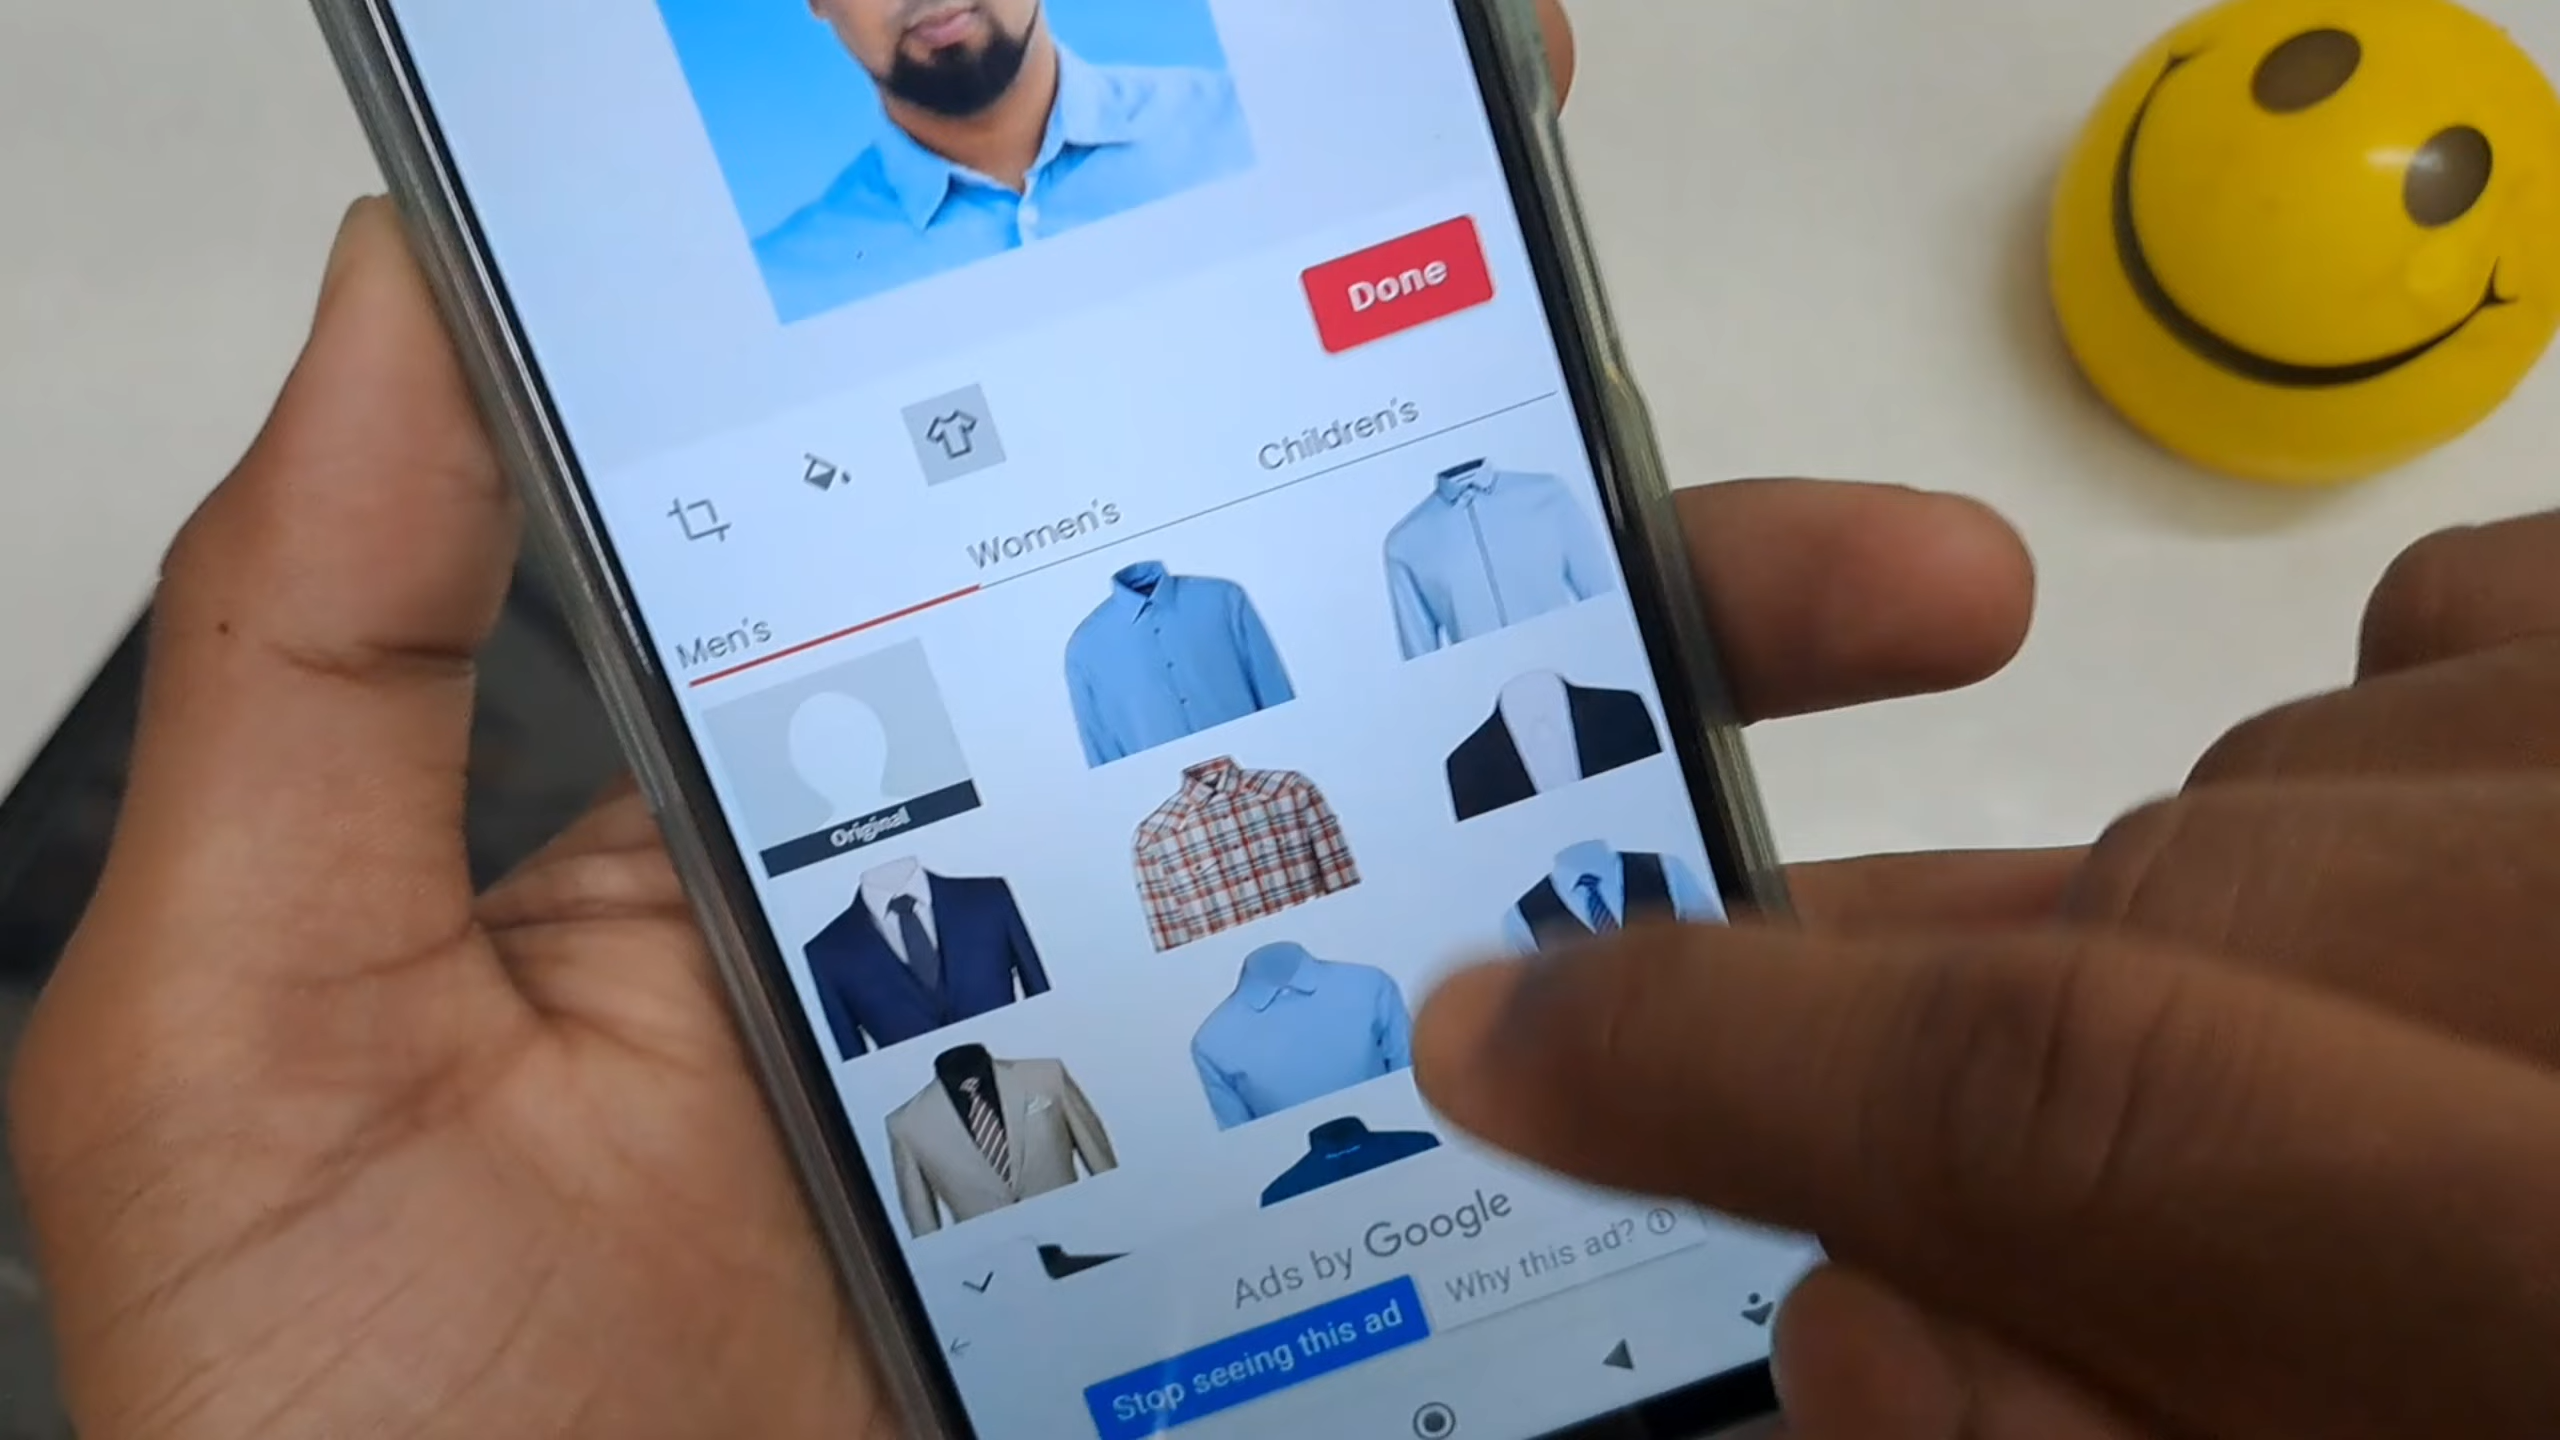 Done
Men's
Women's
Children's
Original
Ads by Google
Stop seeing this ad
Why this ad?